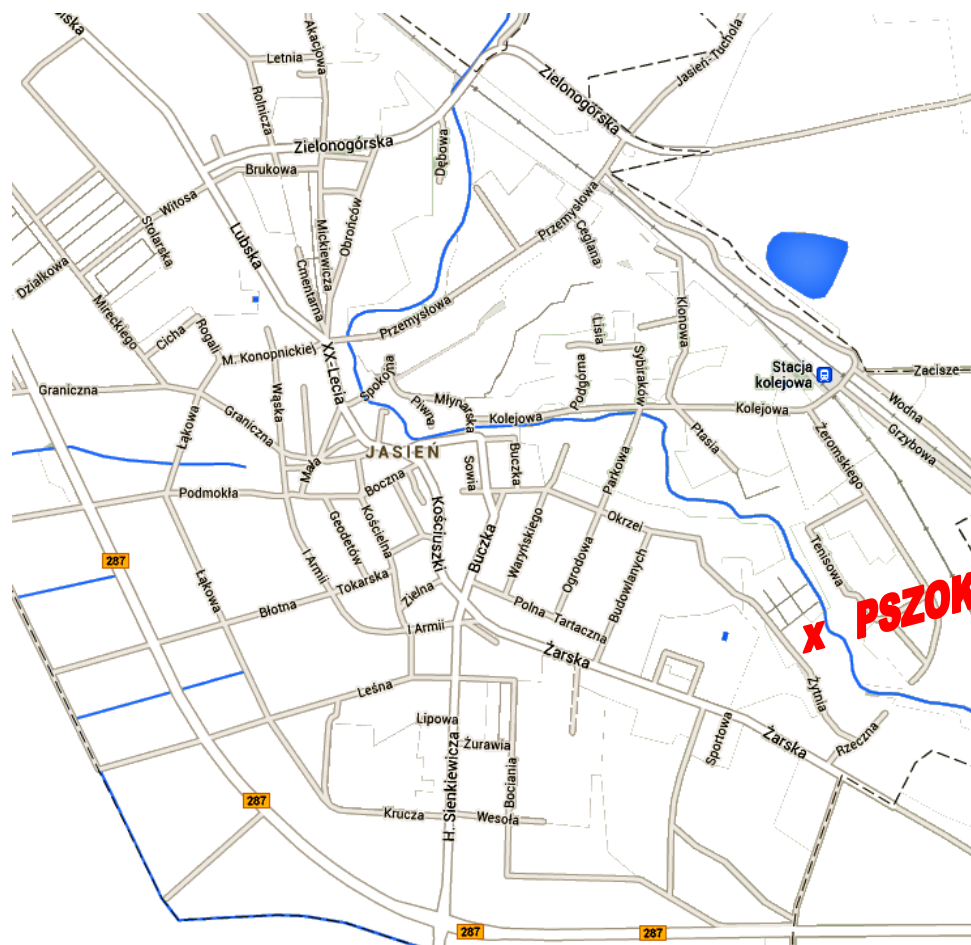 Akacjowa
Letnia
Rolnicza
Zielonogórska
Jasień-Tuchola
Zielonogórska
Dębowa
Brukowa
Witosa
Stolarska
Lubska
Mickiewicza
Obrońców
Cmentarna
Przemysłowa
Ceglana
Działkowa
Mireckiego
Cicha
Rogali
M. Konopnickiej
XX-Lecia
Przemysłowa
Klonowa
Lisia
Sybiraków
Podgórna
Stacja
kolejowa
Zacisze
Wodna
Grzybowa
Graniczna
Wąska
Spokojna
Piwna
Młynarska
Kolejowa
Kolejowa
Ptasia
Żeromskiego
Łąkowa
Graniczna
Mała
JASIEŃ
Boczna
Sowia
Buczka
Parkowa
Podmokła
Geodetów
Kościelna
Kościuszki
Buczka
Waryńskiego
Okrzei
Ogrodowa
Budowlanych
Tenisowa
287
I Armii
Tokarska
Zielna
Łąkowa
Błotna
Polna
Tartaczna
I Armii
x PSZOK
Żarska
Leśna
Żytnia
Lipowa
Żurawia
H. Sienkiewicza
Bociania
Sportowa
Żarska
Rzeczna
287
Krucza
Wesoła
287
287